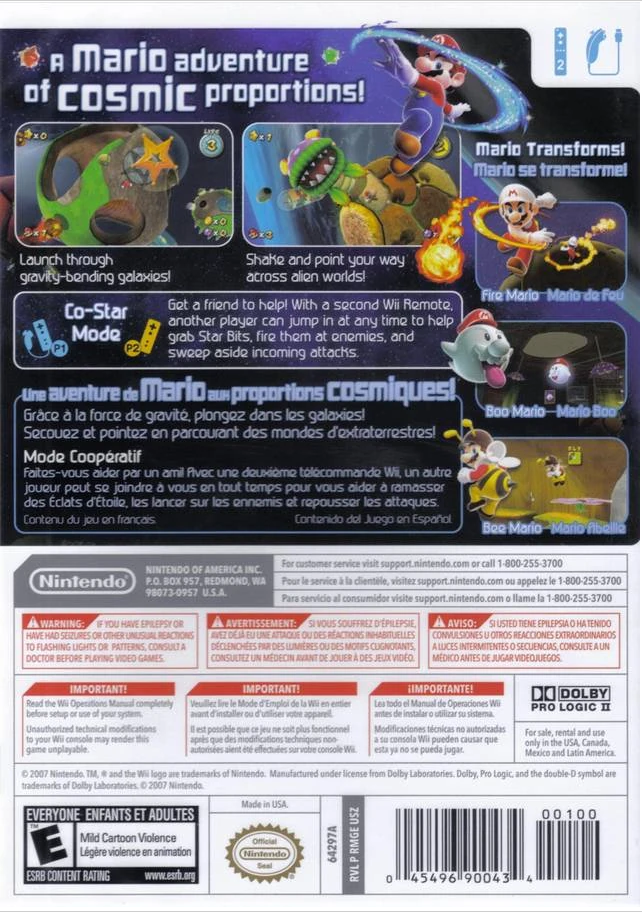 2
A Mario adventure
of cosmic proportions!
x0
3
x1
x0
x0
x1
x3
Mario Transforms!
Mario se transforme!
Launch through
gravity-bending galaxies!
Shake and point your way
across alien worlds!
Fire Mario Mario de Feu
Co-Star
Mode
P1
P2
Get a friend to help! With a second Wii Remote,
another player can jump in at any time to help
grab Star Bits, fire them at enemies, and
sweep aside incoming attacks.
Boo Mario Mario Boo
Une aventure de Mario aux proportions cosmiques!
Grâce à la force de gravité, plongez dans les galaxies!
Secouez et pointez en parcourant des mondes d'extraterrestres!
Mode Coopératif
Faites-vous aider par un ami! Avec une deuxième télécommande Wii, un autre
joueur peut se joindre à vous en tout temps pour vous aider à ramasser
des Éclats d'Étoile, les lancer sur les ennemis et repousser les attaques.
Contenu du jeu en français.
Contenido del Juego en Español.
FLY
Bee Mario Mario Abeille
Nintendo
NINTENDO OF AMERICA INC.
P.O. BOX 957, REDMOND, WA
98073-0957 U.S.A.
For customer service visit support.nintendo.com or call 1-800-255-3700
Pour le service à la clientèle, visitez support.nintendo.com ou appelez le 1-800-255-3700
Para servicio al consumidor visite support.nintendo.com o llame la 1-800-255-3700
WARNING: IF YOU HAVE EPILEPSY OR
HAVE HAD SEIZURES OR OTHER UNUSUAL REACTIONS
TO FLASHING LIGHTS OR PATTERNS, CONSULT A
DOCTOR BEFORE PLAYING VIDEO GAMES.
AVERTISSEMENT: SI VOUS SOUFFREZ D'ÉPILEPSIE,
AVEZ DÉJÀ EU UNE ATTAQUE OU DES RÉACTIONS INHABITUELLES
DÉCLENCHÉES PAR DES LUMIÈRES OU DES MOTIFS CLIGNOTANTS,
CONSULTEZ UN MÉDECIN AVANT DE JOUER À DES JEUX VIDÉO.
AVISO: SI USTED TIENE EPILEPSIA O HA TENIDO
CONVULSIONES U OTROS REACCIONES EXTRAORDINARIOS
A LUCES INTERMITENTES O SECUENCIAS, CONSULTE A UN
MÉDICO ANTES DE JUGAR VIDEOJUEGOS.
IMPORTANT!
Read the Wii Operations Manual completely
before setup or use of your system.
Unauthorized technical modifications
to your Wii console may render this
game unplayable.
IMPORTANT!
Veuillez lire le Mode d'Emploi de la Wii en entier
avant d'installer ou d'utiliser votre appareil.
Il est possible que ce jeu ne soit plus fonctionnel
après que des modifications techniques non
autorisées aient été effectuées sur votre console Wii.
¡IMPORTANTE!
Lea todo el Manual de Operaciones Wii
antes de instalar o utilizar su sistema.
Modificaciones técnicas no autorizadas
a su consola Wii pueden causar que
esta ya no se pueda jugar.
DOLBY
PRO LOGIC II
For sale, rental and use
only in the USA, Canada,
Mexico and Latin America.
© 2007 Nintendo. TM, ® and the Wii logo are trademarks of Nintendo. Manufactured under license from Dolby Laboratories. Dolby, Pro Logic, and the double-D symbol are
trademarks of Dolby Laboratories. © 2007 Nintendo.
EVERYONE ENFANTS ET ADULTES
E
TM
Mild Cartoon Violence
Légère violence en animation
ESRB CONTENT RATING www.esrb.org
Made in USA.
Official
Nintendo
Seal
64297A
RVL P RMGE USZ
00100
0 45496 90043 4